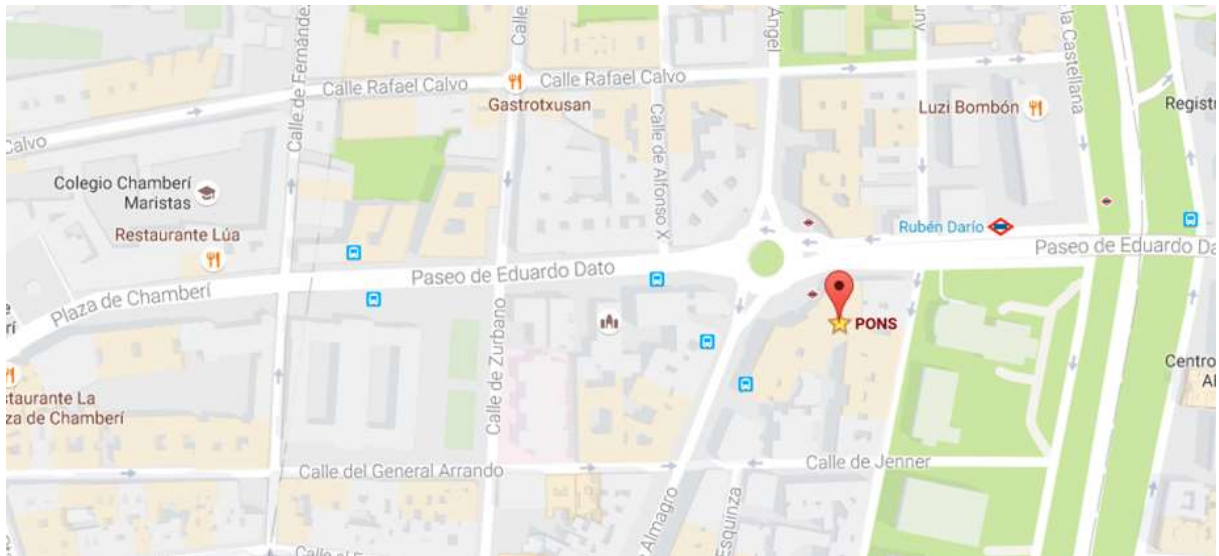 Calle de Fernánde
Calle
Ángel
la Castellana
Calle Rafael Calvo
Calle Rafael Calvo
Gastrotxusan
Luzi Bombón
Registr
Calvo
Calle de Alfonso X
Colegio Chamberí
Maristas
Restaurante Lúa
Rubén Darío
Paseo de Eduardo Dato
Paseo de Eduardo Da
Plaza de Chamberí
PONS
Calle de Zurbano
Centro
Al
staurante La
za de Chamberí
Calle del General Arrando
Calle de Jenner
Almagro
Esquinza